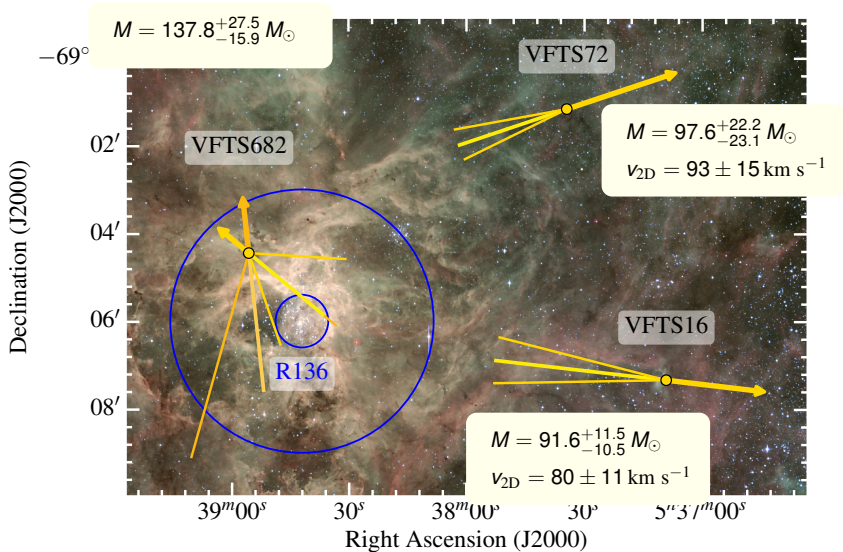 M = 137.8 +27.5 −15.9 M⊙
−69°
VFTS72
M = 97.6 +22.2 −23.1 M⊙
v2D = 93 ± 15 km s−1
02′
VFTS682
04′
Declination (J2000)
06′
VFTS16
R136
08′
M = 91.6 +11.5 −10.5 M⊙
v2D = 80 ± 11 km s−1
39m00s 30s 38m00s 30s 5h37m00s
Right Ascension (J2000)